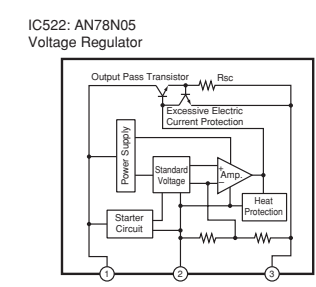 IC522: AN78N05
Voltage Regulator
Output Pass Transistor
Rsc
Excessive Electric
Current Protection
Power Supply
Standard
Voltage
+
Amp.
−
Heat
Protection
Starter
Circuit
1
2
3